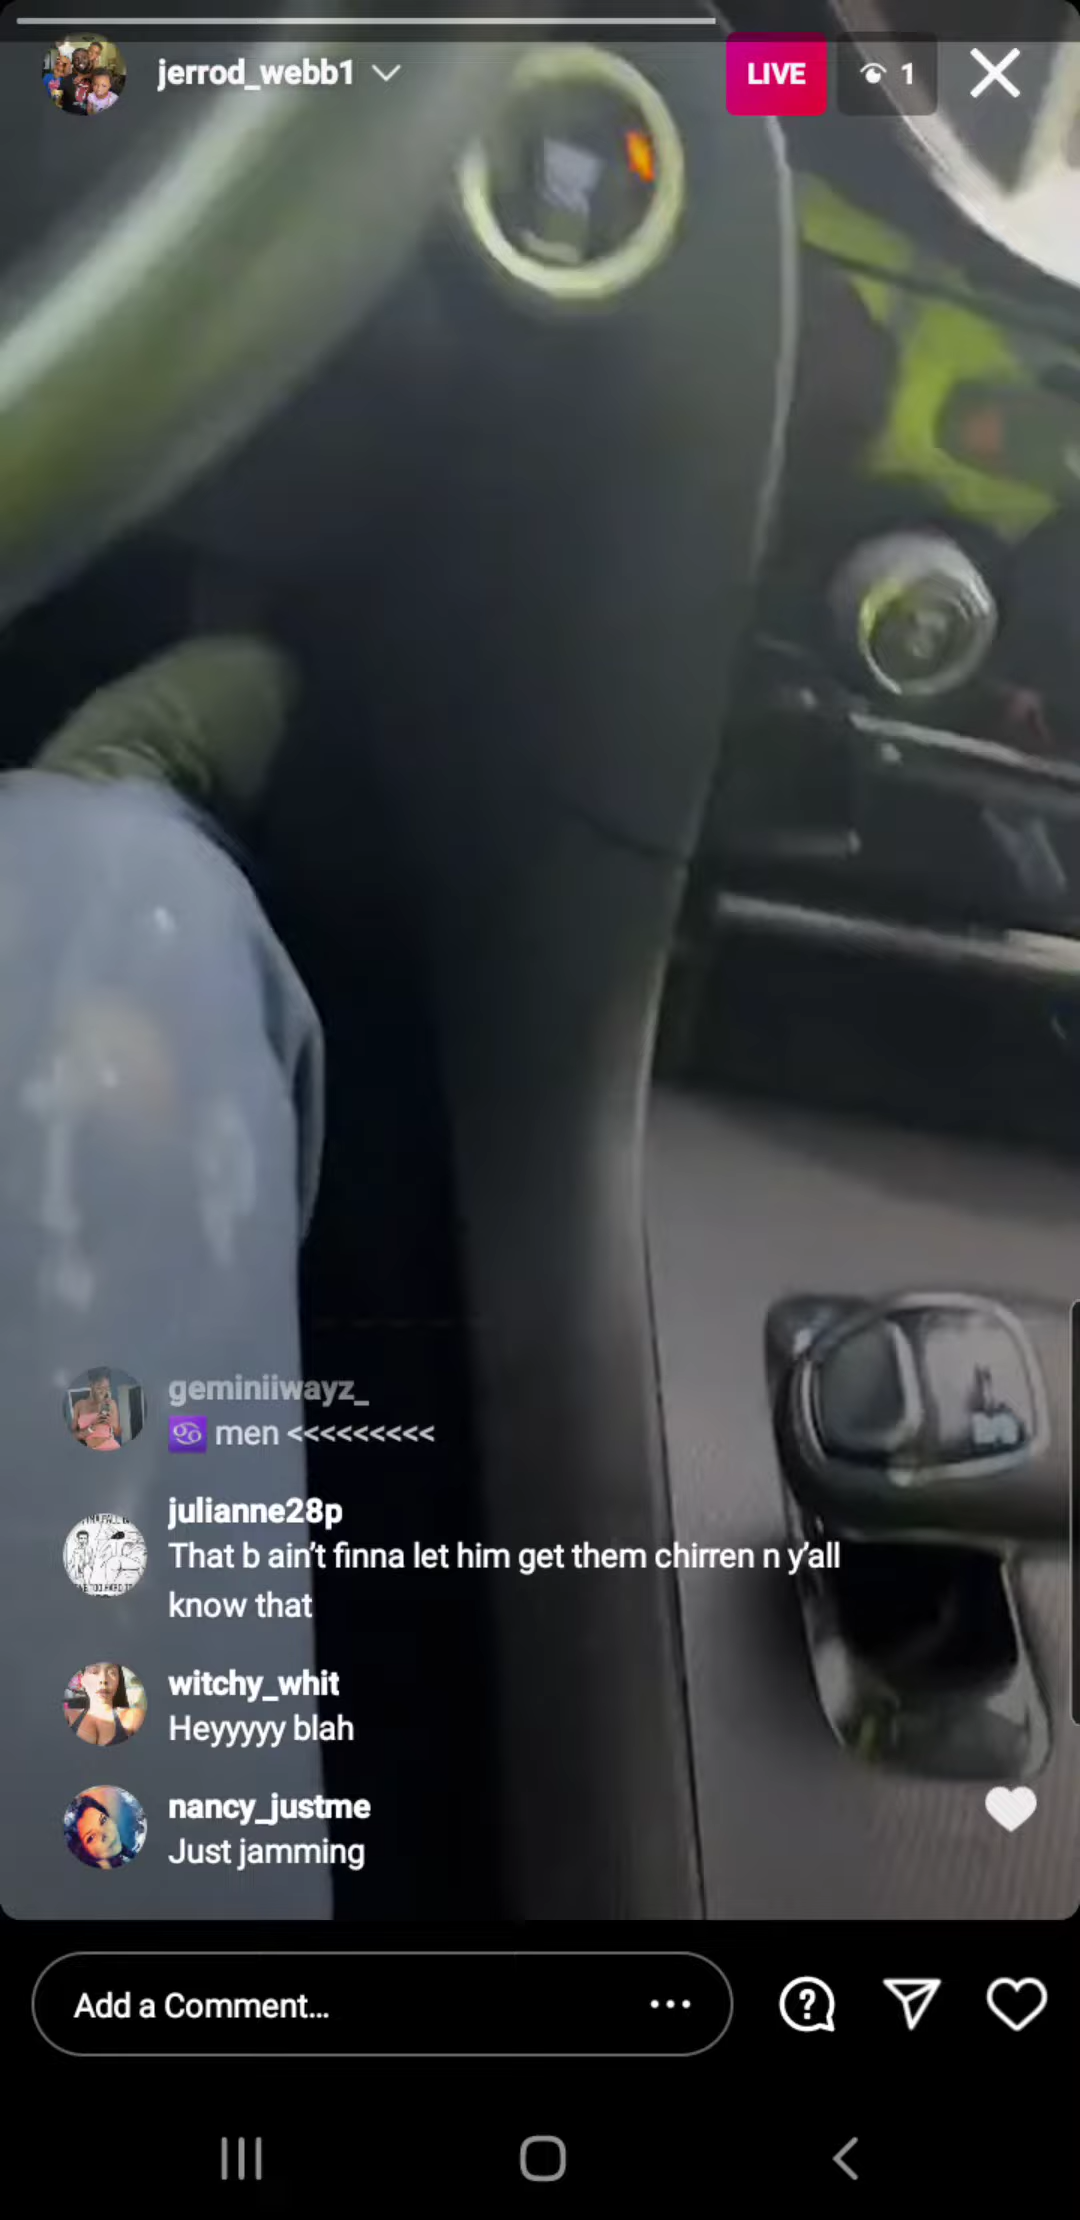 jerrod_webb1
LIVE
1
geminiiwayz_
♋ men <<<<<<<<<
julianne28p
That b ain't finna let him get them chirren n y'all
know that
witchy_whit
Heyyyyy blah
nancy_justme
Just jamming
Add a Comment...